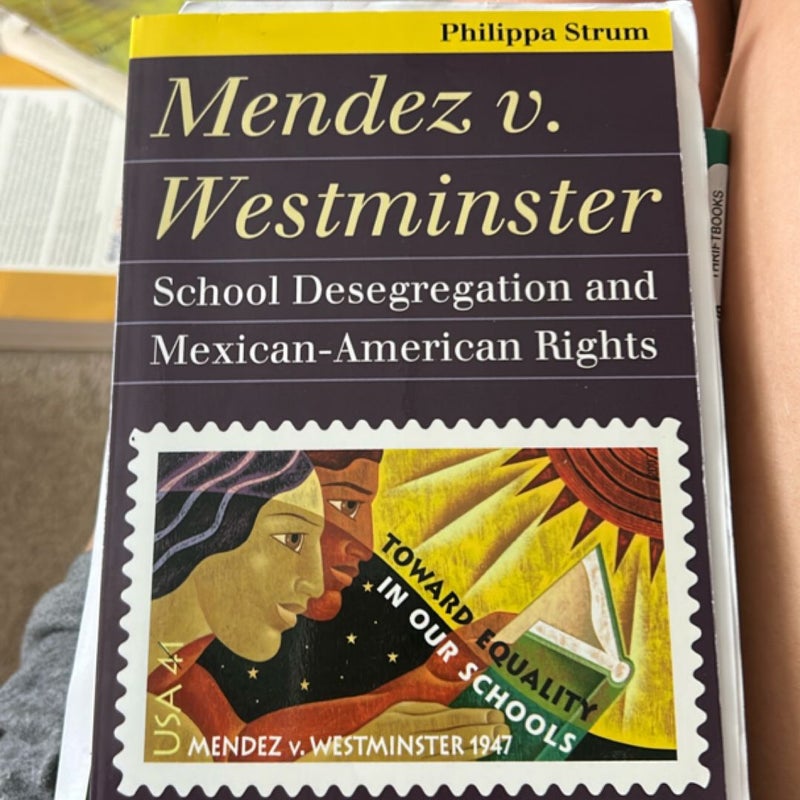 Philippa Strum
Mendez v.
Westminster
School Desegregation and
Mexican-American Rights
2007
TOWARD EQUALITY
IN OUR SCHOOLS
USA 41
MENDEZ v. WESTMINSTER 1947
THRIFTBOOKS